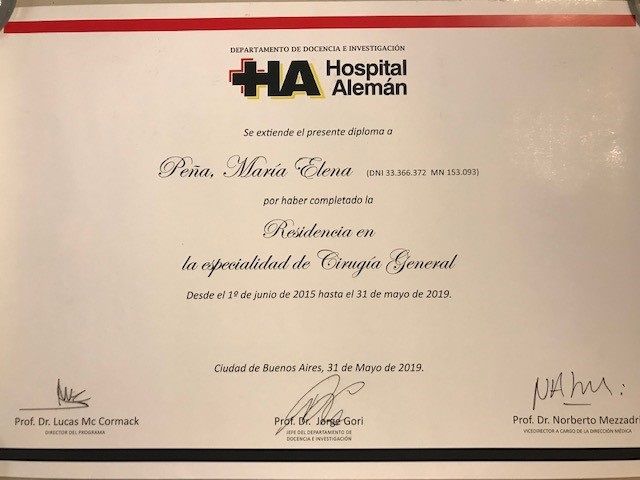 DEPARTAMENTO DE DOCENCIA E INVESTIGACIÓN
HA Hospital
Alemán
Se extiende el presente diploma a
Peña, María Elena (DNI 33.366.372 MN 153.093)
por haber completado la
Residencia en
la especialidad de Cirugía General
Desde el 1º de junio de 2015 hasta el 31 de mayo de 2019.
Ciudad de Buenos Aires, 31 de Mayo de 2019.
Prof. Dr. Lucas Mc Cormack
DIRECTOR DEL PROGRAMA
Prof. Dr. Jorge Gori
JEFE DEL DEPARTAMENTO DE
DOCENCIA E INVESTIGACIÓN
Prof. Dr. Norberto Mezzadri
VICEDIRECTOR A CARGO DE LA DIRECCIÓN MÉDICA